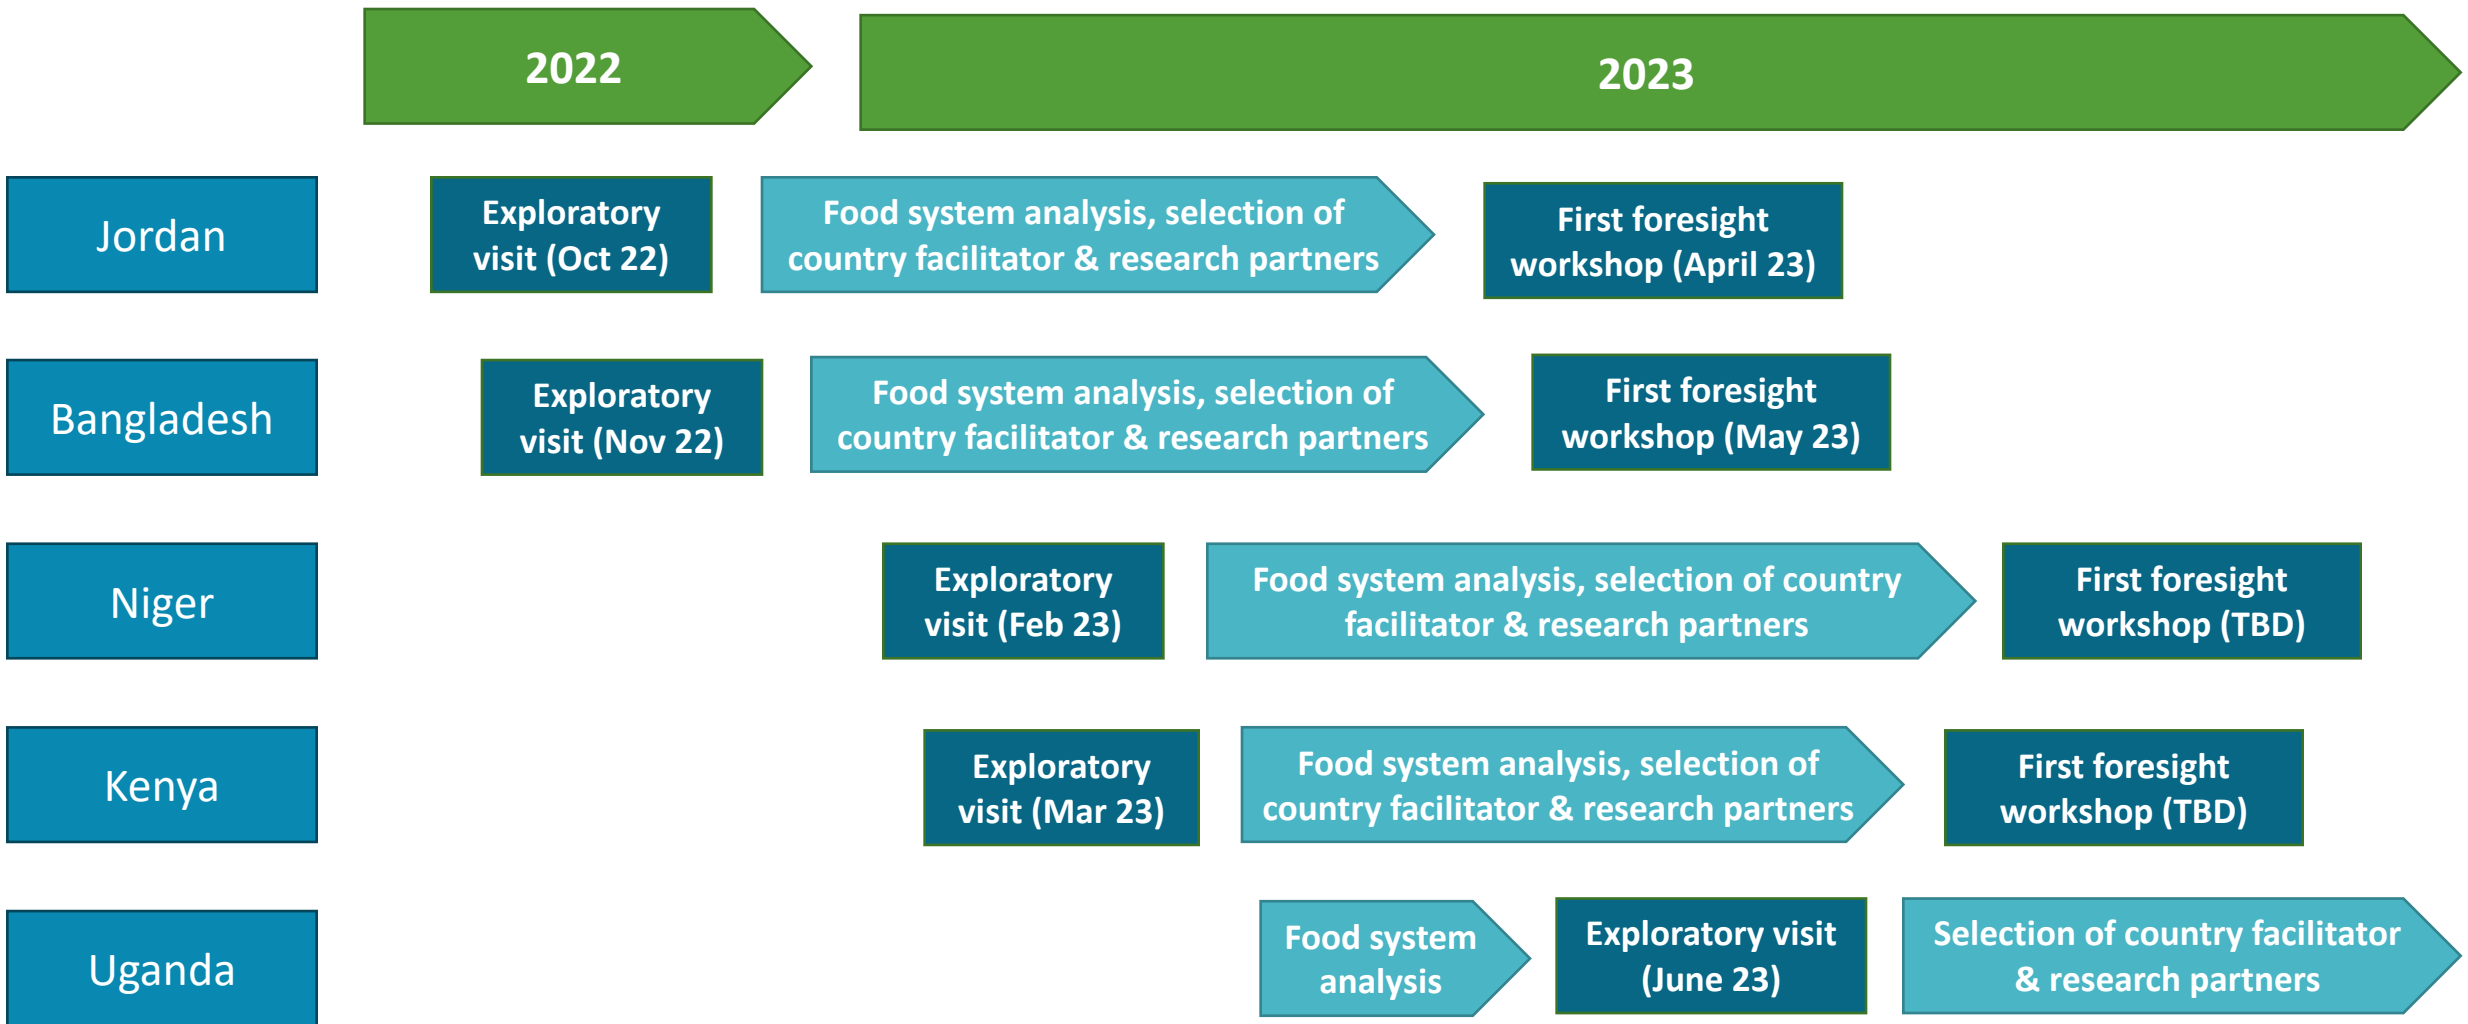 2022
2023
Jordan
Exploratory
visit (Oct 22)
Food system analysis, selection of
country facilitator & research partners
First foresight
workshop (April 23)
Bangladesh
Exploratory
visit (Nov 22)
Food system analysis, selection of
country facilitator & research partners
First foresight
workshop (May 23)
Niger
Exploratory
visit (Feb 23)
Food system analysis, selection of country
facilitator & research partners
First foresight
workshop (TBD)
Kenya
Exploratory
visit (Mar 23)
Food system analysis, selection of
country facilitator & research partners
First foresight
workshop (TBD)
Uganda
Food system
analysis
Exploratory visit
(June 23)
Selection of country facilitator
& research partners